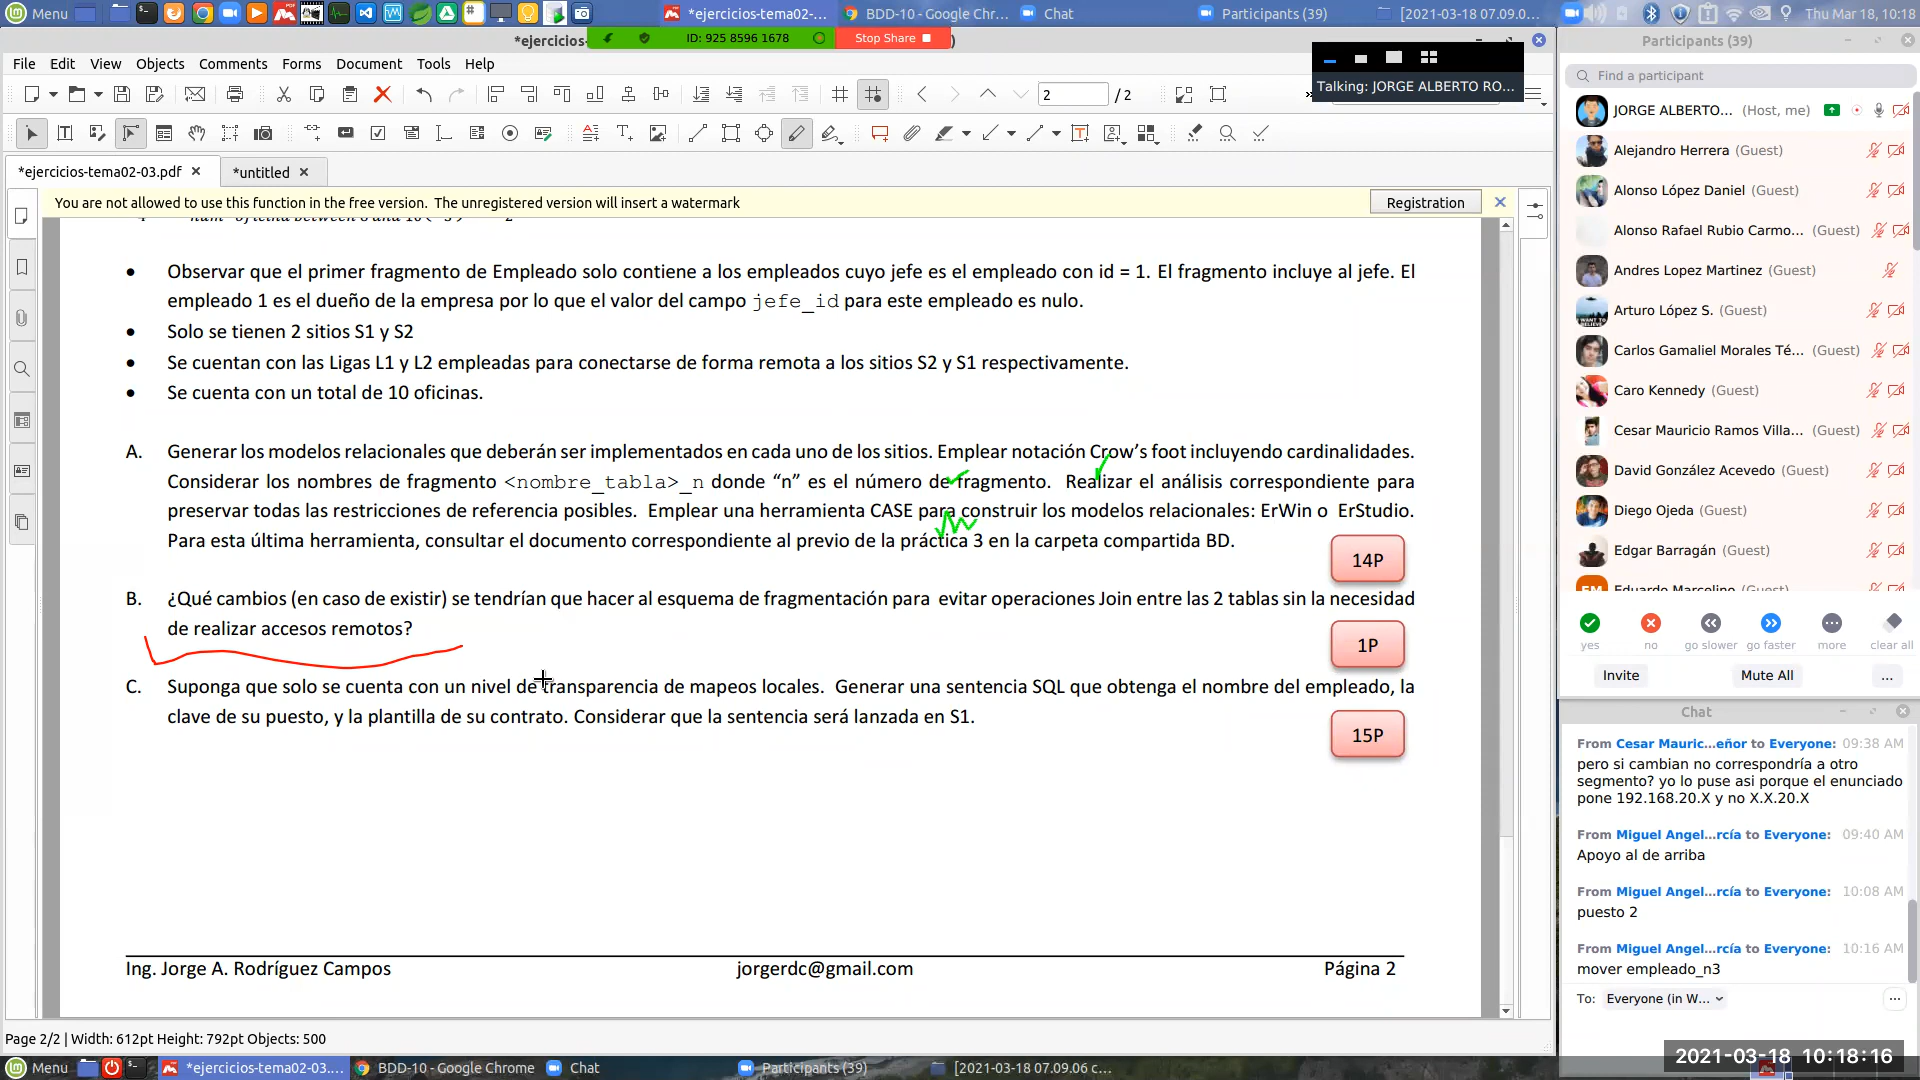 Menu
*ejercicios-tema02-...
BDD-10 - Google Chr...
Chat
Participants (39)
[2021-03-18 07.09.0...
Thu Mar 18, 10:18
*ejercicios-
ID: 925 8596 1678
Stop Share
Talking: JORGE ALBERTO RO...
File Edit View Objects Comments Forms Document Tools Help
2 / 2
*ejercicios-tema02-03.pdf
*untitled
You are not allowed to use this function in the free version. The unregistered version will insert a watermark
Registration
• Observar que el primer fragmento de Empleado solo contiene a los empleados cuyo jefe es el empleado con id = 1. El fragmento incluye al jefe. El
empleado 1 es el dueño de la empresa por lo que el valor del campo jefe_id para este empleado es nulo.
• Solo se tienen 2 sitios S1 y S2
• Se cuentan con las Ligas L1 y L2 empleadas para conectarse de forma remota a los sitios S2 y S1 respectivamente.
• Se cuenta con un total de 10 oficinas.
A. Generar los modelos relacionales que deberán ser implementados en cada uno de los sitios. Emplear notación Crow's foot incluyendo cardinalidades.
Considerar los nombres de fragmento <nombre_tabla>_n donde "n" es el número de fragmento. Realizar el análisis correspondiente para
preservar todas las restricciones de referencia posibles. Emplear una herramienta CASE para construir los modelos relacionales: ErWin o ErStudio.
Para esta última herramienta, consultar el documento correspondiente al previo de la práctica 3 en la carpeta compartida BD.
14P
B. ¿Qué cambios (en caso de existir) se tendrían que hacer al esquema de fragmentación para evitar operaciones Join entre las 2 tablas sin la necesidad
de realizar accesos remotos?
1P
C. Suponga que solo se cuenta con un nivel de transparencia de mapeos locales. Generar una sentencia SQL que obtenga el nombre del empleado, la
clave de su puesto, y la plantilla de su contrato. Considerar que la sentencia será lanzada en S1.
15P
Ing. Jorge A. Rodríguez Campos
jorgerdc@gmail.com
Página 2
Page 2/2 | Width: 612pt Height: 792pt Objects: 500
Participants (39)
Find a participant
JORGE ALBERTO... (Host, me)
Alejandro Herrera (Guest)
Alonso López Daniel (Guest)
Alonso Rafael Rubio Carmo... (Guest)
Andres Lopez Martinez (Guest)
Arturo López S. (Guest)
Carlos Gamaliel Morales Té... (Guest)
Caro Kennedy (Guest)
Cesar Mauricio Ramos Villa... (Guest)
David González Acevedo (Guest)
Diego Ojeda (Guest)
Edgar Barragán (Guest)
EM Eduardo Marcelino (Guest)
yes no go slower go faster more clear all
Invite
Mute All
...
Chat
From Cesar Mauric...eñor to Everyone: 09:38 AM
pero si cambian no correspondría a otro
segmento? yo lo puse asi porque el enunciado
pone 192.168.20.X y no X.X.20.X
From Miguel Angel...rcía to Everyone: 09:40 AM
Apoyo al de arriba
From Miguel Angel...rcía to Everyone: 10:08 AM
puesto 2
From Miguel Angel...rcía to Everyone: 10:16 AM
mover empleado_n3
To: Everyone (in W...
2021-03-18 10:18:16
Menu
*ejercicios-tema02-03....
BDD-10 - Google Chrome
Chat
Participants (39)
[2021-03-18 07.09.06 c...